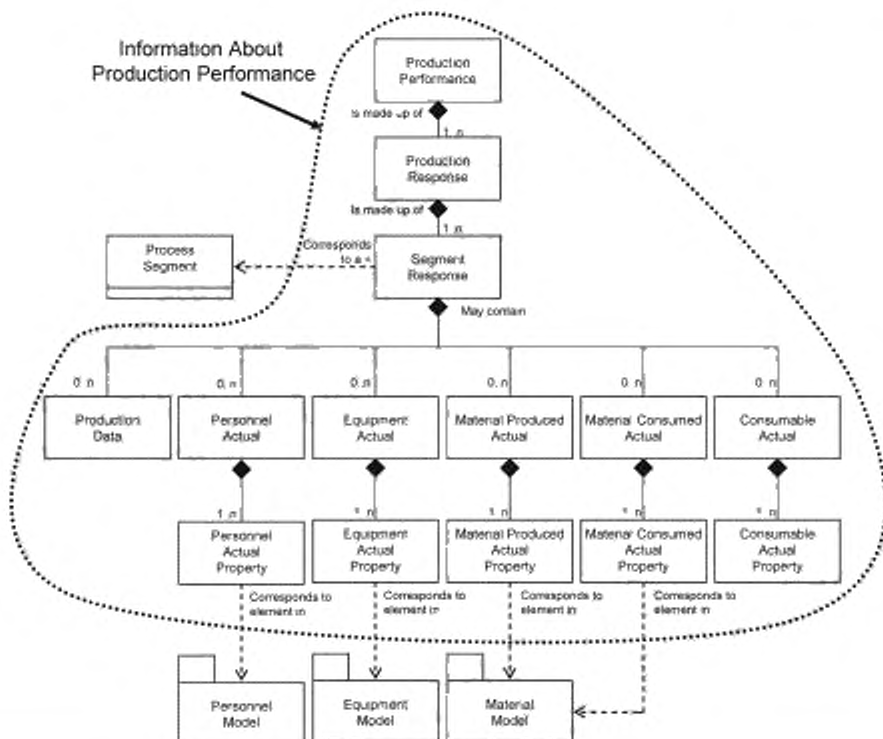 Information About
Production Performance
Production
Performance
Is made up of
1..n
Production
Response
Is made up of
1..n
Process
Segment
Corresponds
to a
Segment
Response
May contain
0..n
0..n
0..n
0..n
0..n
0..n
Production
Data
Personnel
Actual
Equipment
Actual
Material Produced
Actual
Material Consumed
Actual
Consumable
Actual
1..n
n
1..n
n
n
Personnel
Actual
Property
Equipment
Actual
Property
Material Produced
Actual
Property
Material Consumed
Actual
Property
Consumable
Actual
Property
Corresponds to
element in
Corresponds to
element in
Corresponds to
element in
Corresponds to
element in
Personnel
Model
Equipment
Model
Material
Model